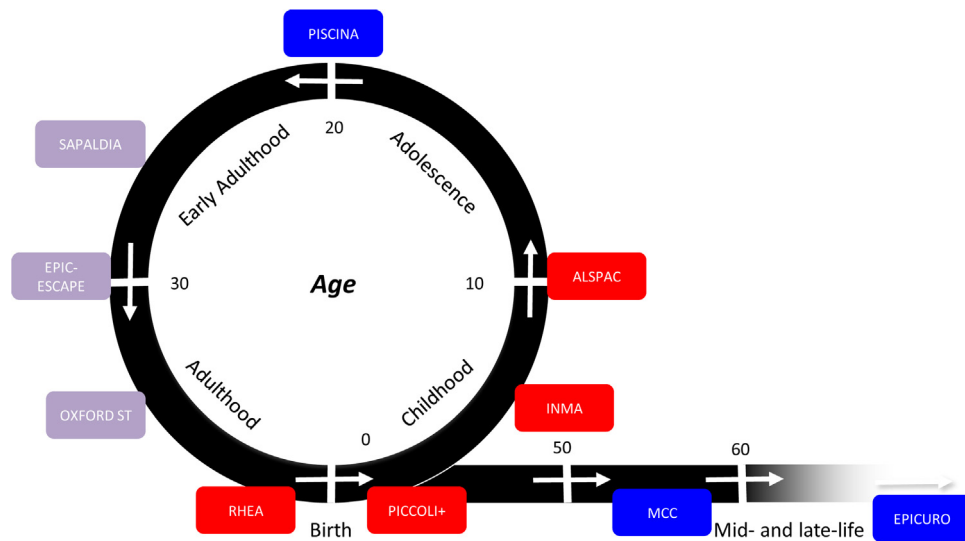 PISCINA
20
SAPALDIA
Early Adulthood
Adolescence
EPIC-
ESCAPE
30
Age
10
ALSPAC
Adulthood
Childhood
OXFORD ST
INMA
0
50
60
RHEA
PICCOLI+
MCC
EPICURO
Birth
Mid- and late-life